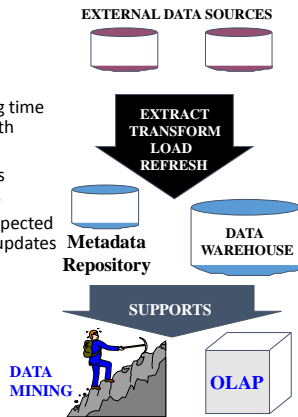 EXTERNAL DATA SOURCES
g time
th
EXTRACT
TRANSFORM
LOAD
REFRESH
s
pected
updates
Metadata
Repository
DATA
WAREHOUSE
SUPPORTS
DATA
MINING
OLAP